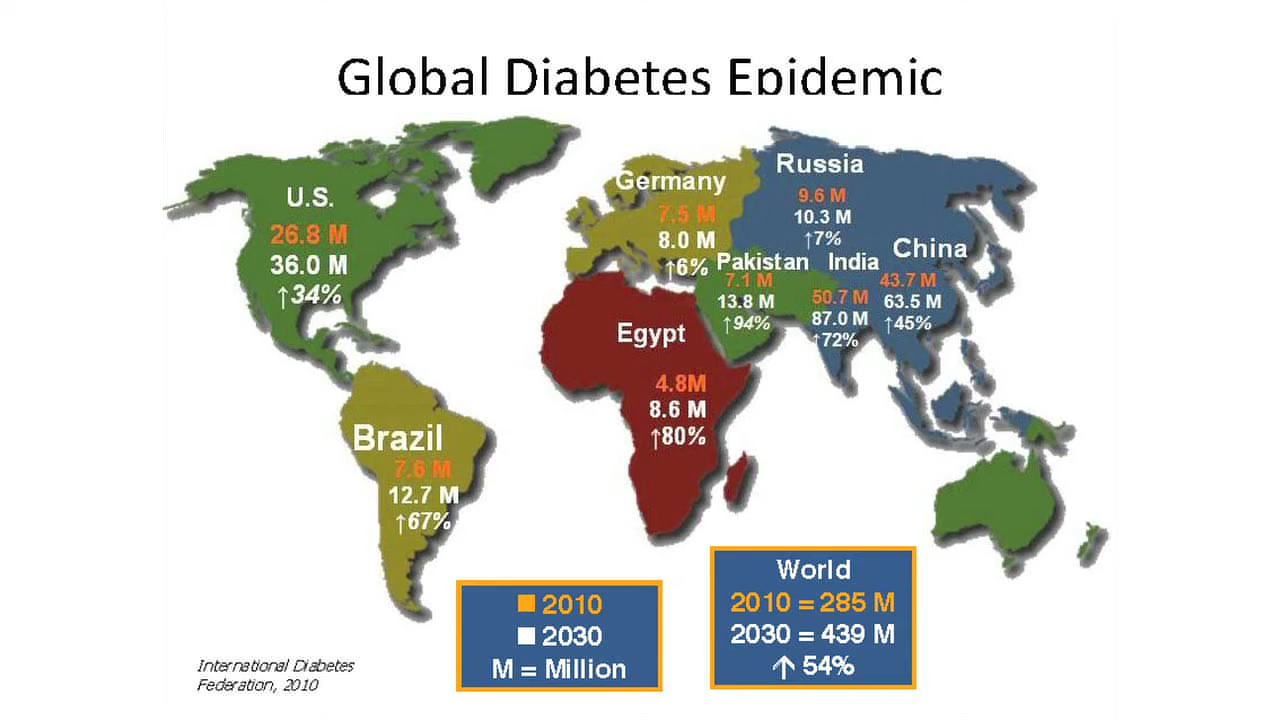 Global Diabetes Epidemic
U.S.
26.8 M
36.0 M
↑34%
Germany
7.5 M
8.0 M
↑6%
Russia
9.6 M
10.3 M
↑7%
China
43.7 M
63.5 M
↑45%
Pakistan
7.1 M
13.8 M
↑94%
India
50.7 M
87.0 M
↑72%
Egypt
4.8M
8.6 M
↑80%
Brazil
7.6 M
12.7 M
↑67%
2010
2030
M = Million
World
2010 = 285 M
2030 = 439 M
↑ 54%
International Diabetes
Federation, 2010